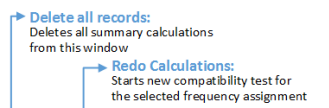 Delete all records:
Deletes all summary calculations
from this window
Redo Calculations:
Starts new compatibility test for
the selected frequency assignment